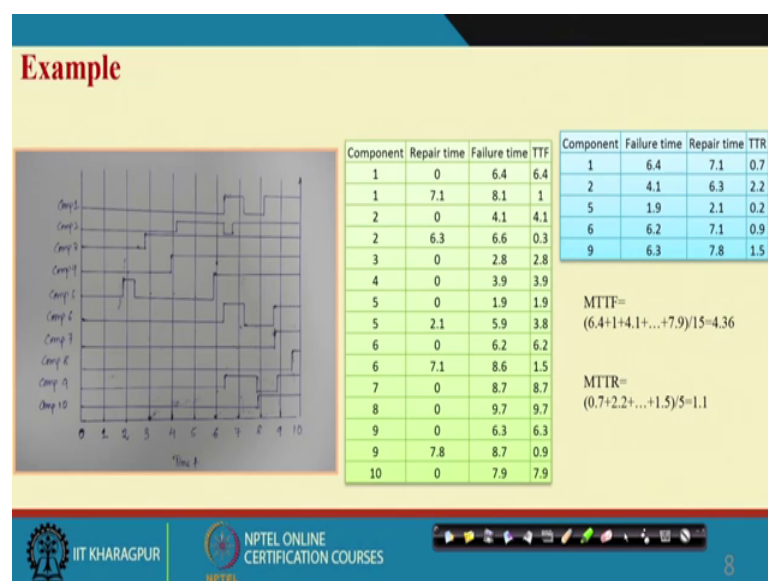 Example
Comp 1
Comp 2
Comp 3
Comp 4
Comp 5
Comp 6
Comp 7
Comp 8
Comp 9
Comp 10
0 1 2 3 4 5 6 7 8 9 10
Time t
Component Repair time Failure time TTF
1 0 6.4 6.4
1 7.1 8.1 1
2 0 4.1 4.1
2 6.3 6.6 0.3
3 0 2.8 2.8
4 0 3.9 3.9
5 0 1.9 1.9
5 2.1 5.9 3.8
6 0 6.2 6.2
6 7.1 8.6 1.5
7 0 8.7 8.7
8 0 9.7 9.7
9 0 6.3 6.3
9 7.8 8.7 0.9
10 0 7.9 7.9
Component Failure time Repair time TTR
1 6.4 7.1 0.7
2 4.1 6.3 2.2
5 1.9 2.1 0.2
6 6.2 7.1 0.9
9 6.3 7.8 1.5
MTTF=
(6.4+1+4.1+...+7.9)/15=4.36
MTTR=
(0.7+2.2+...+1.5)/5=1.1
IIT KHARAGPUR
NPTEL ONLINE
CERTIFICATION COURSES
NPTEL
8